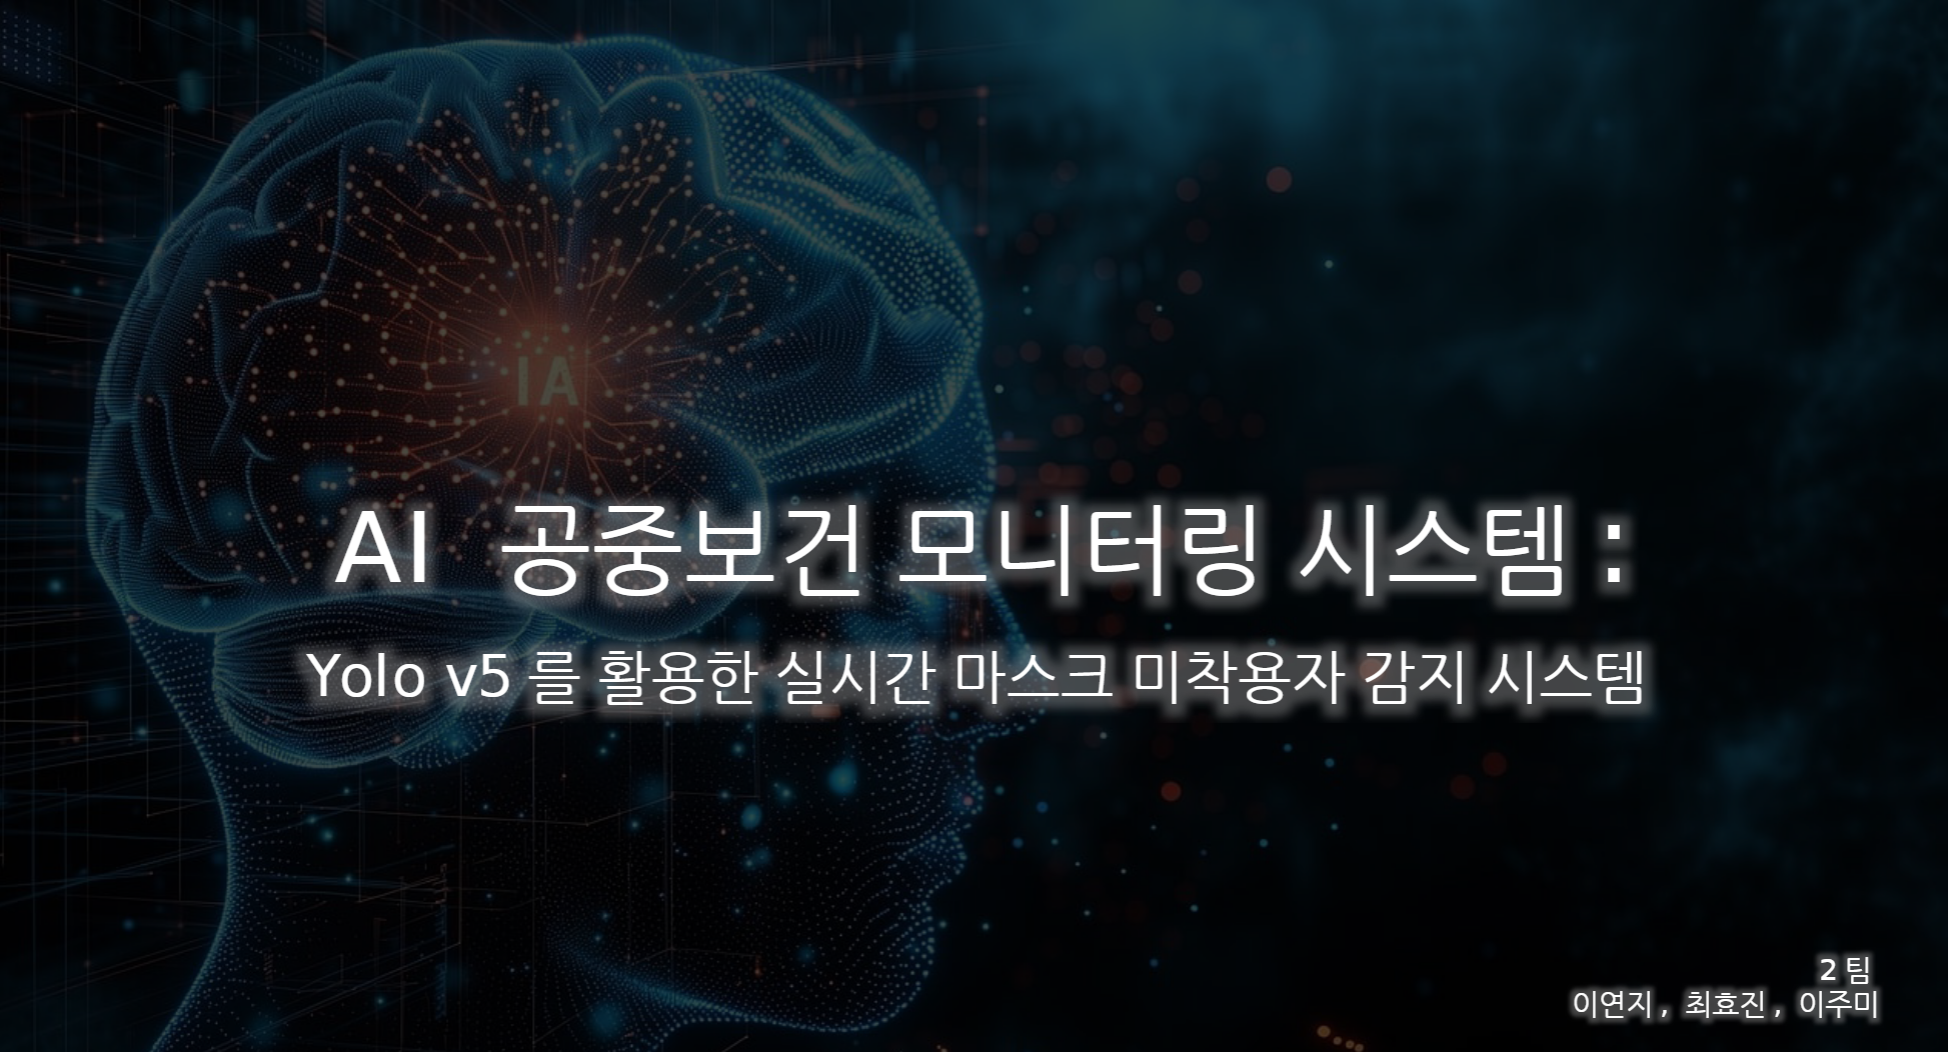 IA
AI 공중보건 모니터링 시스템 :
Yolo v5 를 활용한 실시간 마스크 미착용자 감지 시스템
2 팀
이연지, 최효진, 이주미